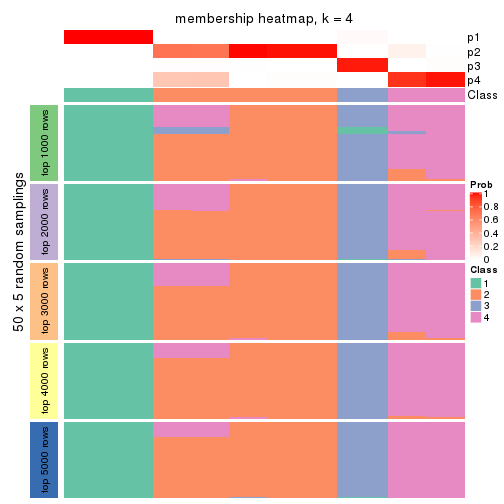 membership heatmap, k = 4
p1
p2
p3
p4
Class
50 x 5 random samplings
top 1000 rows
top 2000 rows
top 3000 rows
top 4000 rows
top 5000 rows
Prob
1
0.8
0.6
0.4
0.2
0
Class
1
2
3
4